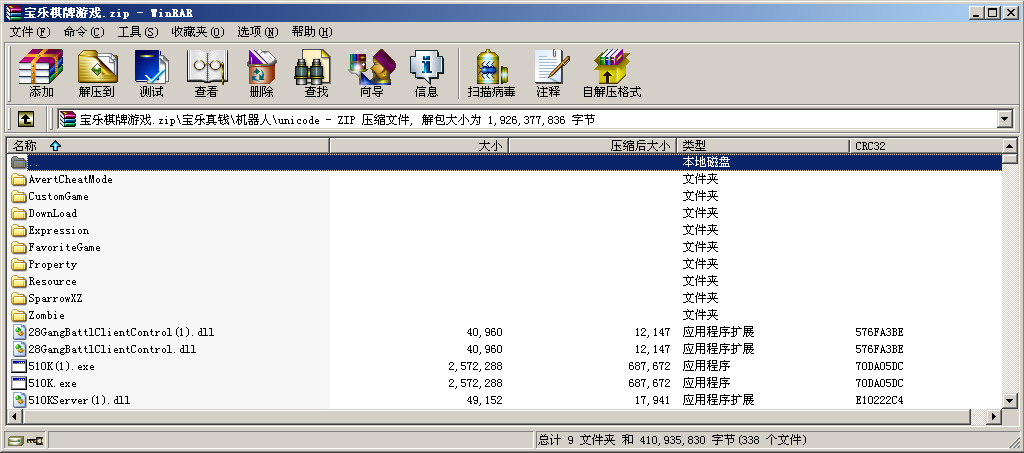 宝乐棋牌游戏.zip - WinRAR
文件(F) 命令(C) 工具(S) 收藏夹(O) 选项(N) 帮助(H)
添加 解压到 测试 查看 删除 查找 向导 信息 扫描病毒 注释 自解压格式
宝乐棋牌游戏.zip\宝乐真钱\机器人\unicode - ZIP 压缩文件, 解包大小为 1,926,377,836 字节
名称 大小 压缩后大小 类型 CRC32
.. 本地磁盘
AvertCheatMode 文件夹
CustomGame 文件夹
DownLoad 文件夹
Expression 文件夹
FavoriteGame 文件夹
Property 文件夹
Resource 文件夹
SparrowXZ 文件夹
Zombie 文件夹
28GangBattlClientControl(1).dll 40,960 12,147 应用程序扩展 576FA3BE
28GangBattlClientControl.dll 40,960 12,147 应用程序扩展 576FA3BE
510K(1).exe 2,572,288 687,672 应用程序 70DA05DC
510K.exe 2,572,288 687,672 应用程序 70DA05DC
510KServer(1).dll 49,152 17,941 应用程序扩展 E10222C4
总计 9 文件夹 和 410,935,830 字节(338 个文件)